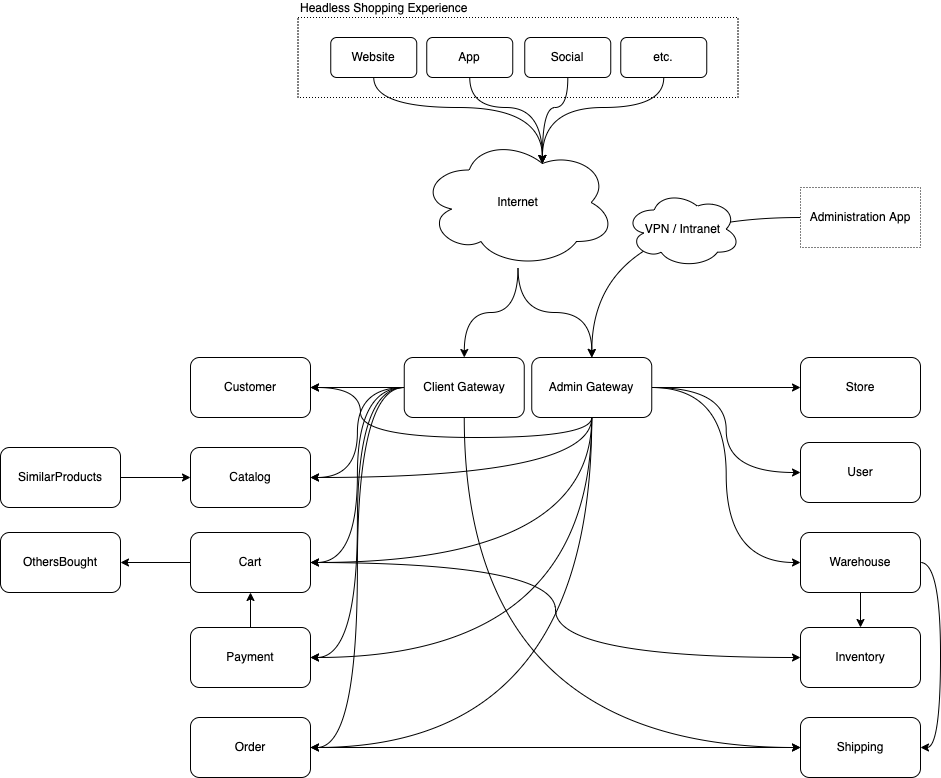 Headless Shopping Experience
Website
App
Social
etc.
Internet
VPN / Intranet
Administration App
Customer
Client Gateway
Admin Gateway
Store
SimilarProducts
Catalog
User
OthersBought
Cart
Warehouse
Payment
Inventory
Order
Shipping